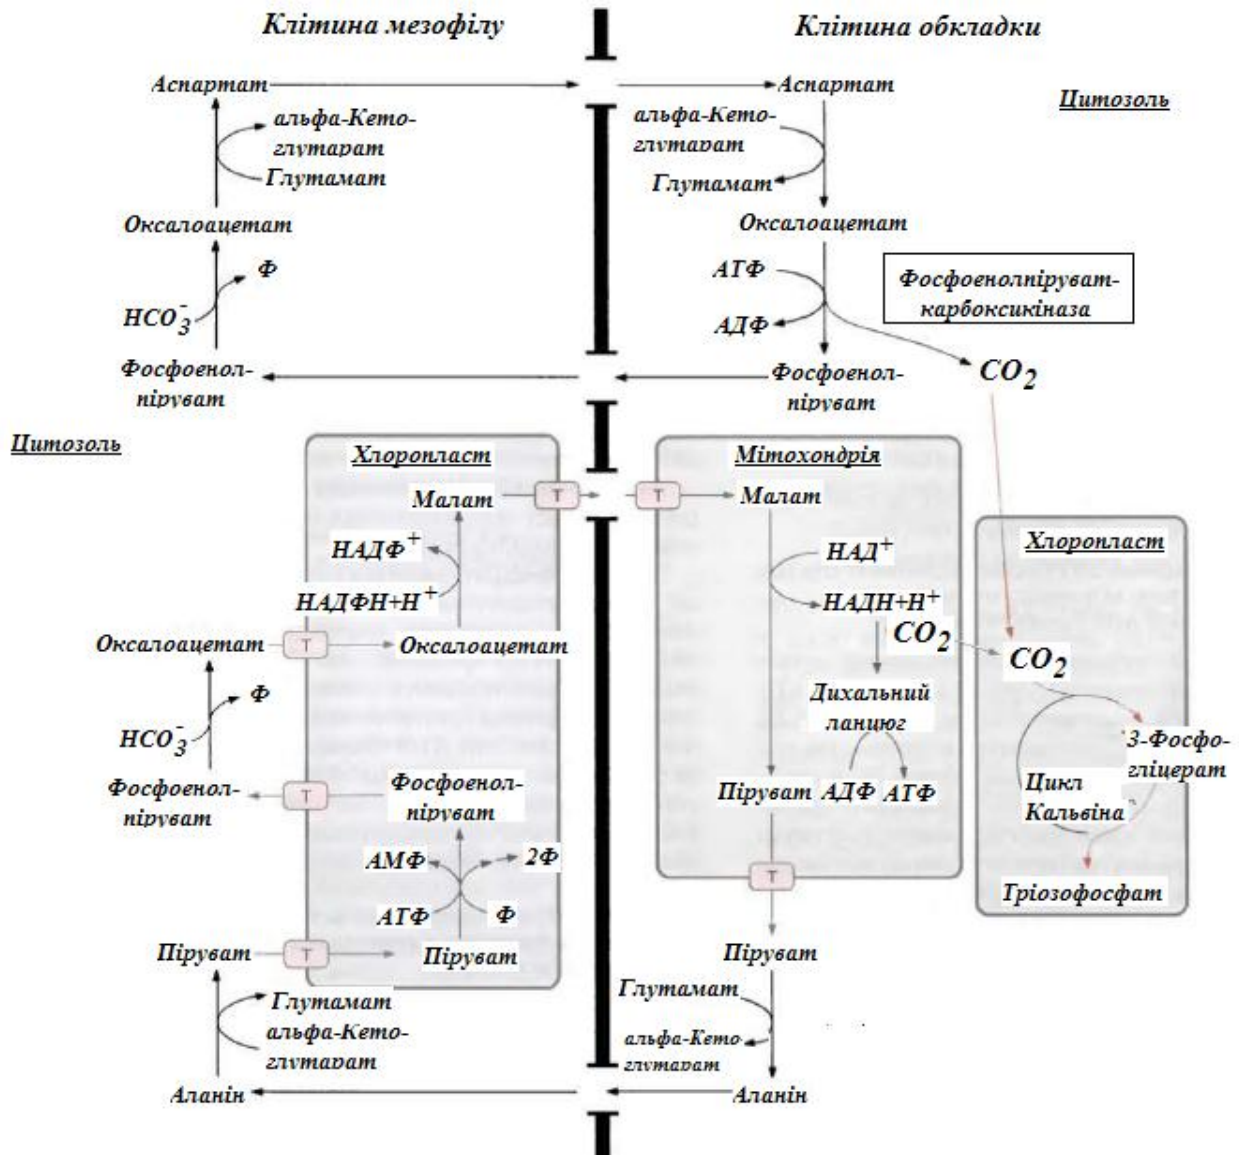 Клітина мезофілу
Клітина обкладки
Аспартат
Аспартат
Цитозоль
альфа-Кето-
глутарат
Глутамат
альфа-Кето-
глутарат
Глутамат
Оксалоацетат
Оксалоацетат
Ф
HCO3-
АТФ
АДФ
Фосфоенолпіруват-
карбоксикіназа
Фосфоенол-
піруват
Фосфоенол-
піруват
CO2
Цитозоль
Хлоропласт
Малат
Т
НАДФ+
НАДФН+Н+
Оксалоацетат
Т
Оксалоацетат
Ф
HCO3-
Фосфоенол-
піруват
Т
Фосфоенол-
піруват
АМФ
2Ф
АТФ
Ф
Піруват
Т
Піруват
Глутамат
альфа-Кето-
глутарат
Аланін
Мітохондрія
Т
Малат
НАД+
НАДН+Н+
CO2
Дихальний
ланцюг
Піруват
АДФ
АТФ
Т
Піруват
Глутамат
альфа-Кето
глутарат
Аланін
Хлоропласт
CO2
3-Фосфо-
гліцерат
Цикл
Кальвіна
Тріозофосфат